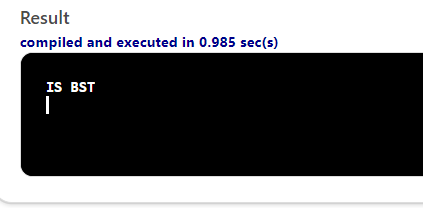 Result
compiled and executed in 0.985 sec(s)
IS BST